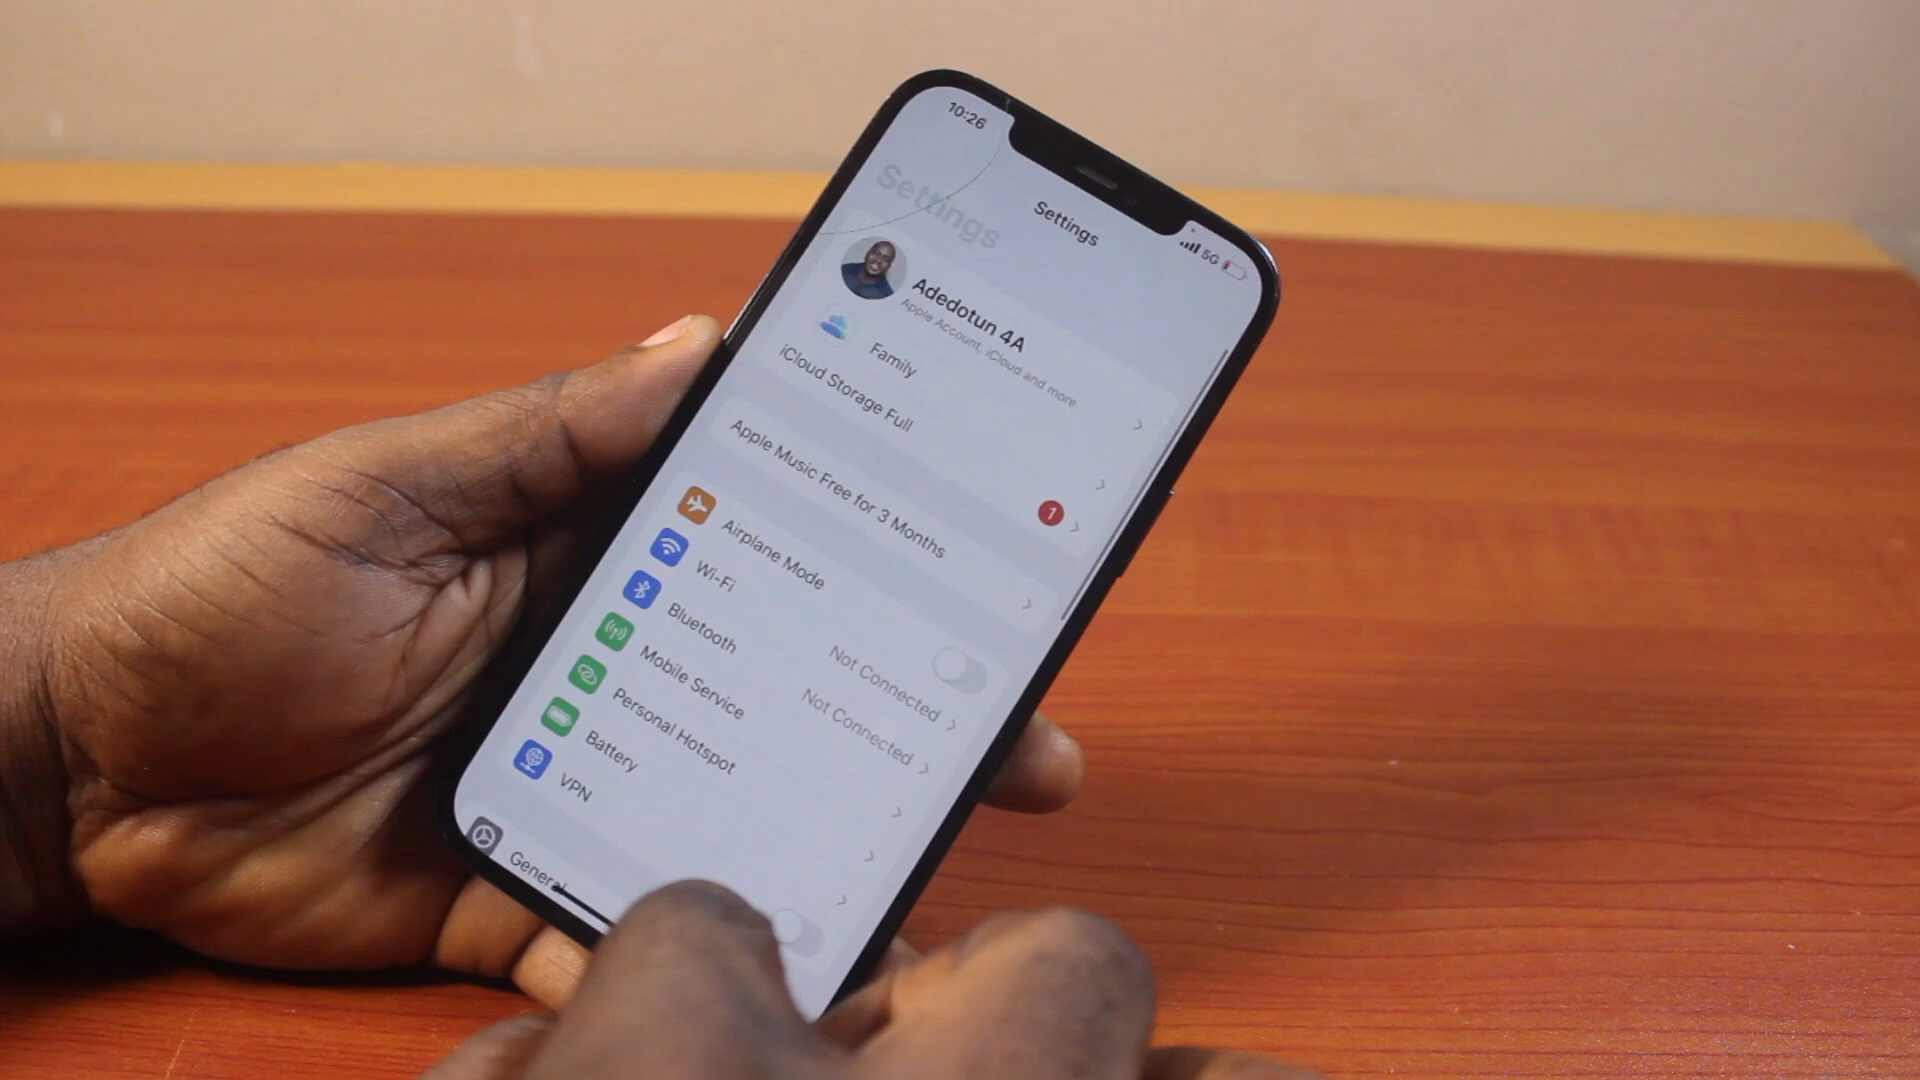 10:26
5G
Settings
Settings
Adedotun 4A
Apple Account, iCloud and more
Family
iCloud Storage Full
1
Apple Music Free for 3 Months
Airplane Mode
Wi-Fi
Not Connected
Bluetooth
Not Connected
Mobile Service
Personal Hotspot
Battery
VPN
General